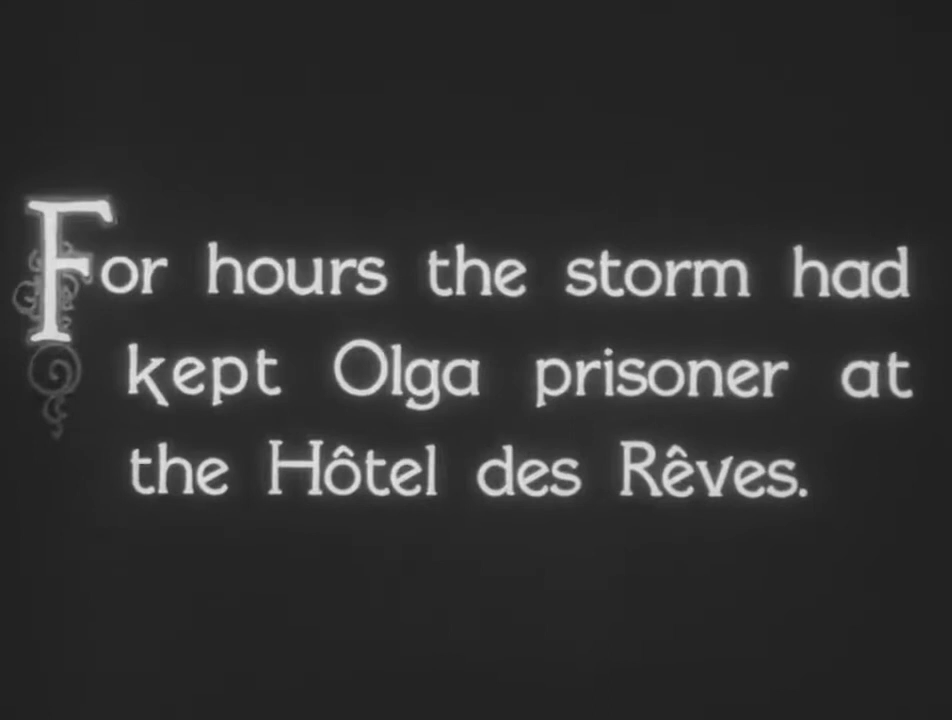 For hours the storm had
kept Olga prisoner at
the Hôtel des Rêves.